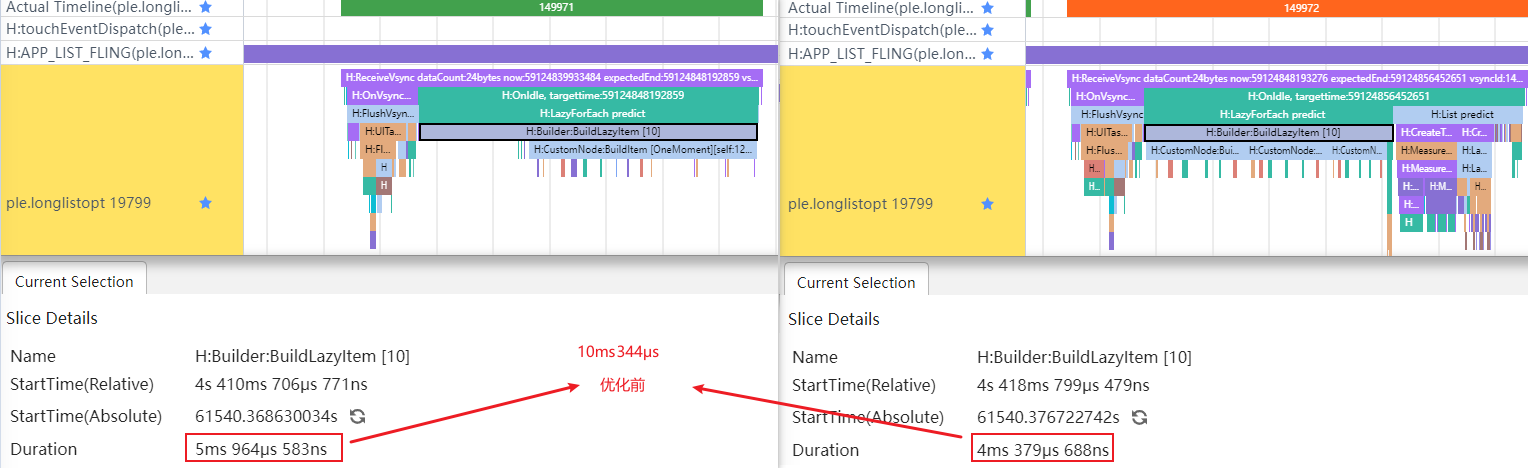 Actual Timeline(ple.longli...
149971
H:touchEventDispatch(ple....
H:APP_LIST_FLING(ple.lon...
H:ReceiveVsync dataCount:24bytes now:59124839933484 expectedEnd:59124848192859 vs...
H:OnVsync...
H:OnIdle, targettime:59124848192859
H:FlushVsyn...
H:LazyForEach predict
H:UITa...
H:Builder:BuildLazyItem [10]
H:Fl...
H:CustomNode:BuildItem [OneMoment][self:12...
H
H
ple.longlistopt 19799
Current Selection
Slice Details
Name
H:Builder:BuildLazyItem [10]
StartTime(Relative)
4s 410ms 706μs 771ns
StartTime(Absolute)
61540.368630034s
Duration
5ms 964μs 583ns
10ms344μs
优化前
Actual Timeline(ple.longli...
149972
H:touchEventDispatch(ple....
H:APP_LIST_FLING(ple.lon...
H:ReceiveVsync dataCount:24bytes now:59124848193276 expectedEnd:59124856452651 vsyncId:14...
H:OnVsync...
H:OnIdle, targettime:59124856452651
H:FlushVsyn...
H:LazyForEach predict
H:List predict
H:UITas...
H:Builder:BuildLazyItem [10]
H:CreateT...
H:Cr...
H:Flus...
H:CustomNode:Bui...
H:CustomNode:...
H:CustomN...
H:Measure...
H:La...
H...
H:Measur...
H:La...
H:...
H:...
H:M...
H...
H:...
H
ple.longlistopt 19799
Current Selection
Slice Details
Name
H:Builder:BuildLazyItem [10]
StartTime(Relative)
4s 418ms 799μs 479ns
StartTime(Absolute)
61540.376722742s
Duration
4ms 379μs 688ns